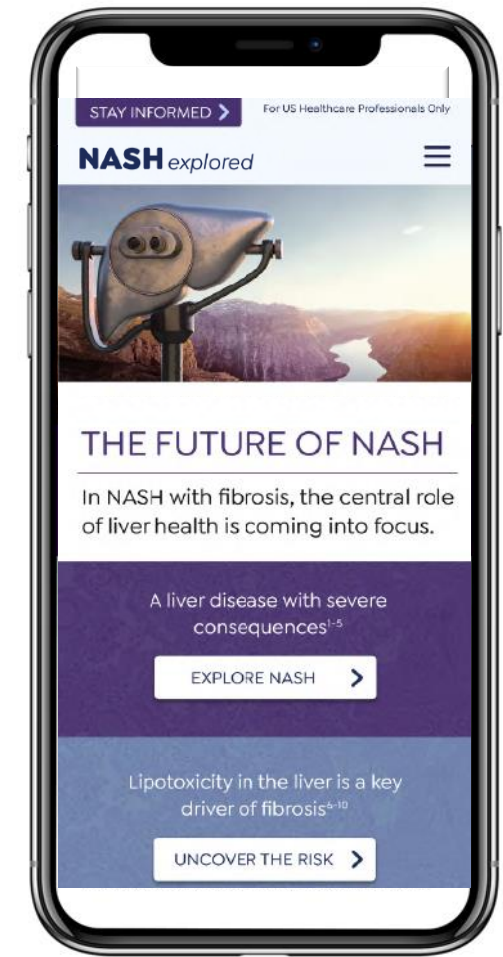 STAY INFORMED
For US Healthcare Professionals Only
NASH explored
THE FUTURE OF NASH
In NASH with fibrosis, the central role
of liver health is coming into focus.
A liver disease with severe
consequences¹⁻⁵
EXPLORE NASH
Lipotoxicity in the liver is a key
driver of fibrosis⁶⁻¹⁰
UNCOVER THE RISK